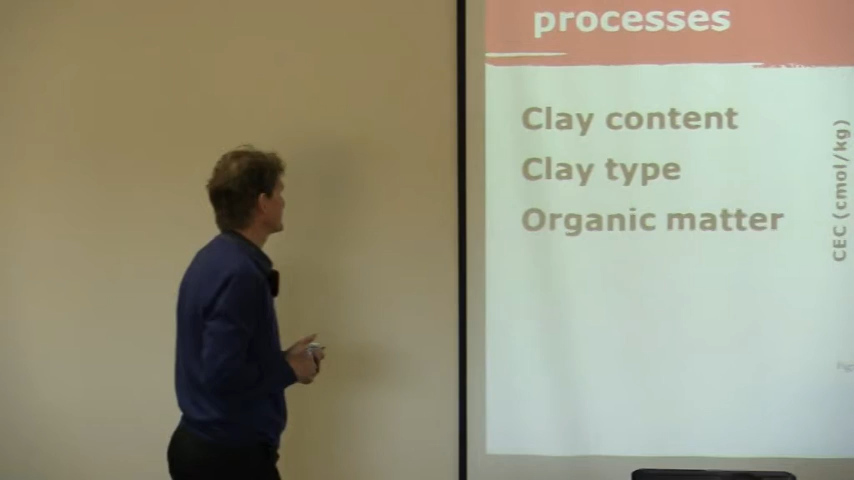 processes
Clay content
Clay type
Organic matter
CEC (cmol/kg)